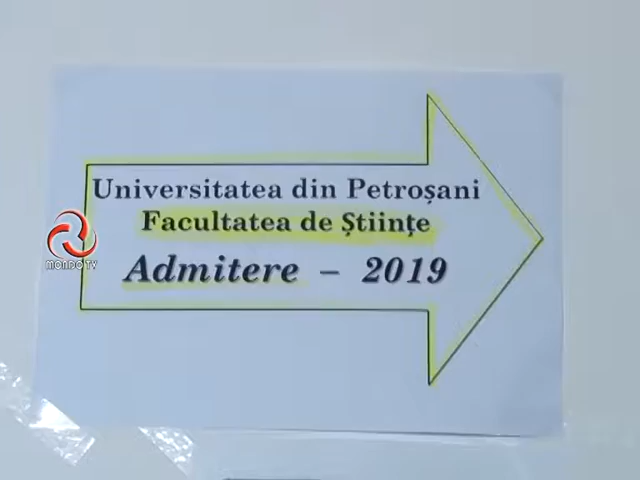 Universitatea din Petroșani
Facultatea de Științe
Admitere – 2019
MONDO TV